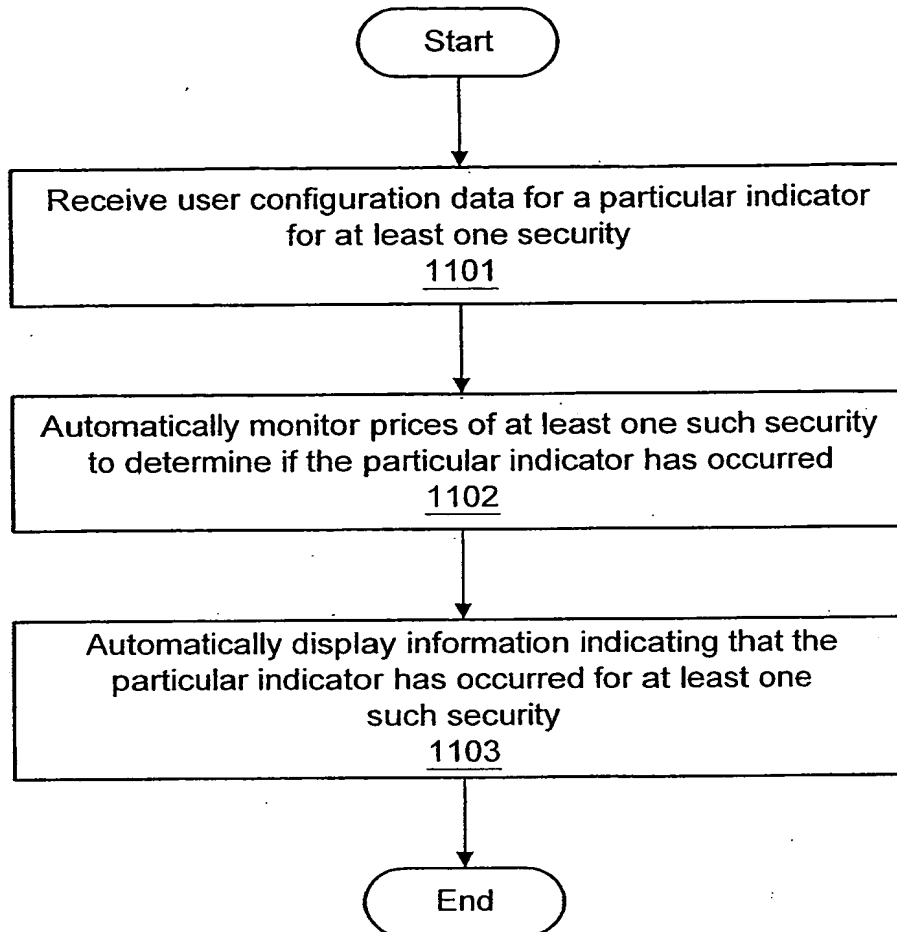 Start
Receive user configuration data for a particular indicator
for at least one security
1101
Automatically monitor prices of at least one such security
to determine if the particular indicator has occurred
1102
Automatically display information indicating that the
particular indicator has occurred for at least one
such security
1103
End